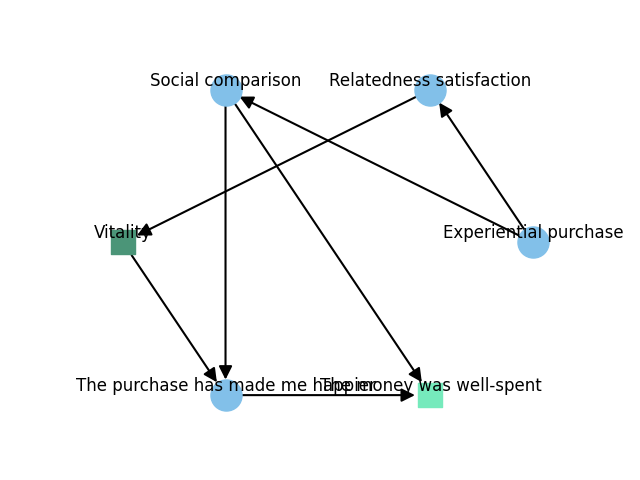 Social comparison
Relatedness satisfaction
Vitality
Experiential purchase
The purchase has made me happier
The money was well-spent